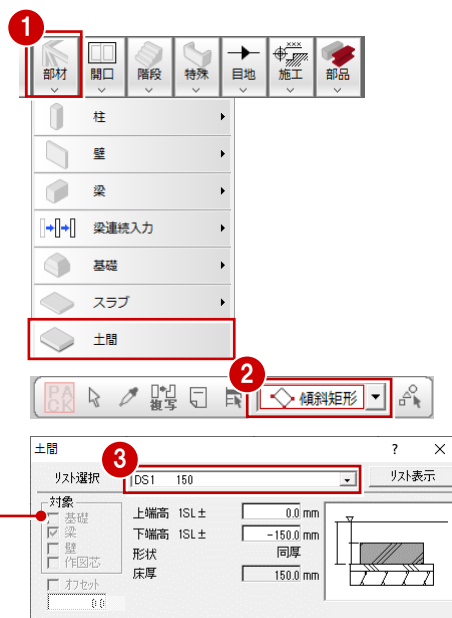 1
部材 開口 階段 特殊 目地 施工 部品
柱
壁
梁
梁連続入力
基礎
スラブ
土間
2
PACK 複写 傾斜矩形
土間 ? ×
3
リスト選択 DS1 150 リスト表示
対象
基礎
梁
壁
作図芯
オフセット
0.0
上端高 1SL± 0.0 mm
下端高 1SL± -150.0 mm
形状 同厚
床厚 150.0 mm